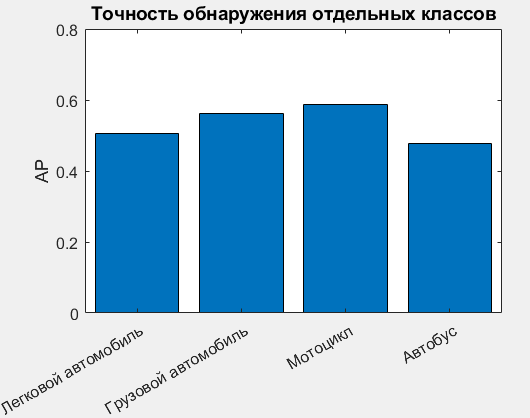 Точность обнаружения отдельных классов
AP
0.8
0.6
0.4
0.2
0
Легковой автомобиль
Грузовой автомобиль
Мотоцикл
Автобус